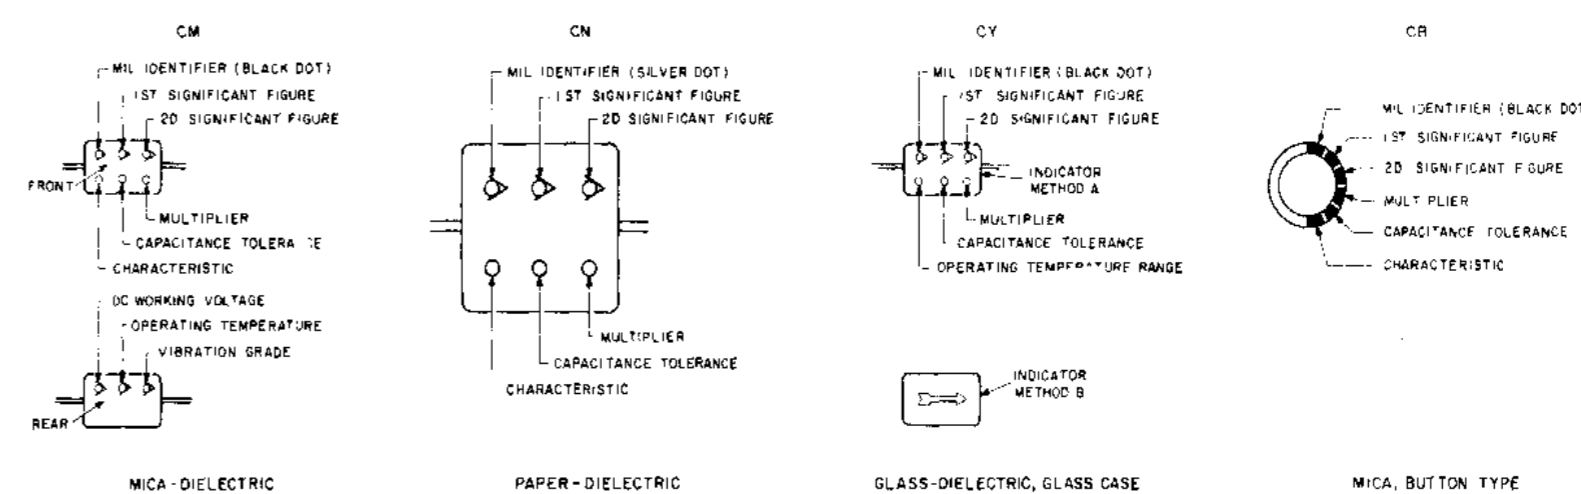 CM
MIL IDENTIFIER (BLACK DOT)
1ST SIGNIFICANT FIGURE
2D SIGNIFICANT FIGURE
FRONT
MULTIPLIER
CAPACITANCE TOLERA CE
CHARACTERISTIC
DC WORKING VOLTAGE
OPERATING TEMPERATURE
VIBRATION GRADE
REAR
MICA-DIELECTRIC
CN
MIL IDENTIFIER (SILVER DOT)
1ST SIGNIFICANT FIGURE
2D SIGNIFICANT FIGURE
MULTIPLIER
CAPACITANCE TOLERANCE
CHARACTERISTIC
PAPER-DIELECTRIC
CY
MIL IDENTIFIER (BLACK DOT)
1ST SIGNIFICANT FIGURE
2D SIGNIFICANT FIGURE
INDICATOR
METHOD A
MULTIPLIER
CAPACITANCE TOLERANCE
OPERATING TEMPERATURE RANGE
INDICATOR
METHOD B
GLASS-DIELECTRIC, GLASS CASE
CB
MIL IDENTIFIER (BLACK DOT
1ST SIGNIFICANT FIGURE
2D SIGNIFICANT FIGURE
MULTIPLIER
CAPACITANCE TOLERANCE
CHARACTERISTIC
MICA, BUTTON TYPE